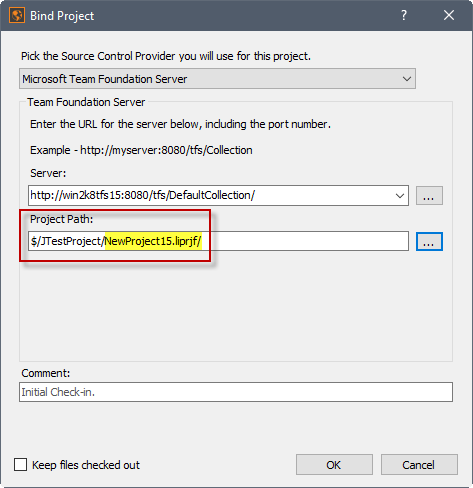 Bind Project
Pick the Source Control Provider you will use for this project.
Microsoft Team Foundation Server
Team Foundation Server
Enter the URL for the server below, including the port number.
Example - http://myserver:8080/tfs/Collection
Server:
http://win2k8tfs15:8080/tfs/DefaultCollection/
...
Project Path:
$/JTestProject/NewProject15.liprjf/
...
Comment:
Initial Check-in.
Keep files checked out
OK
Cancel